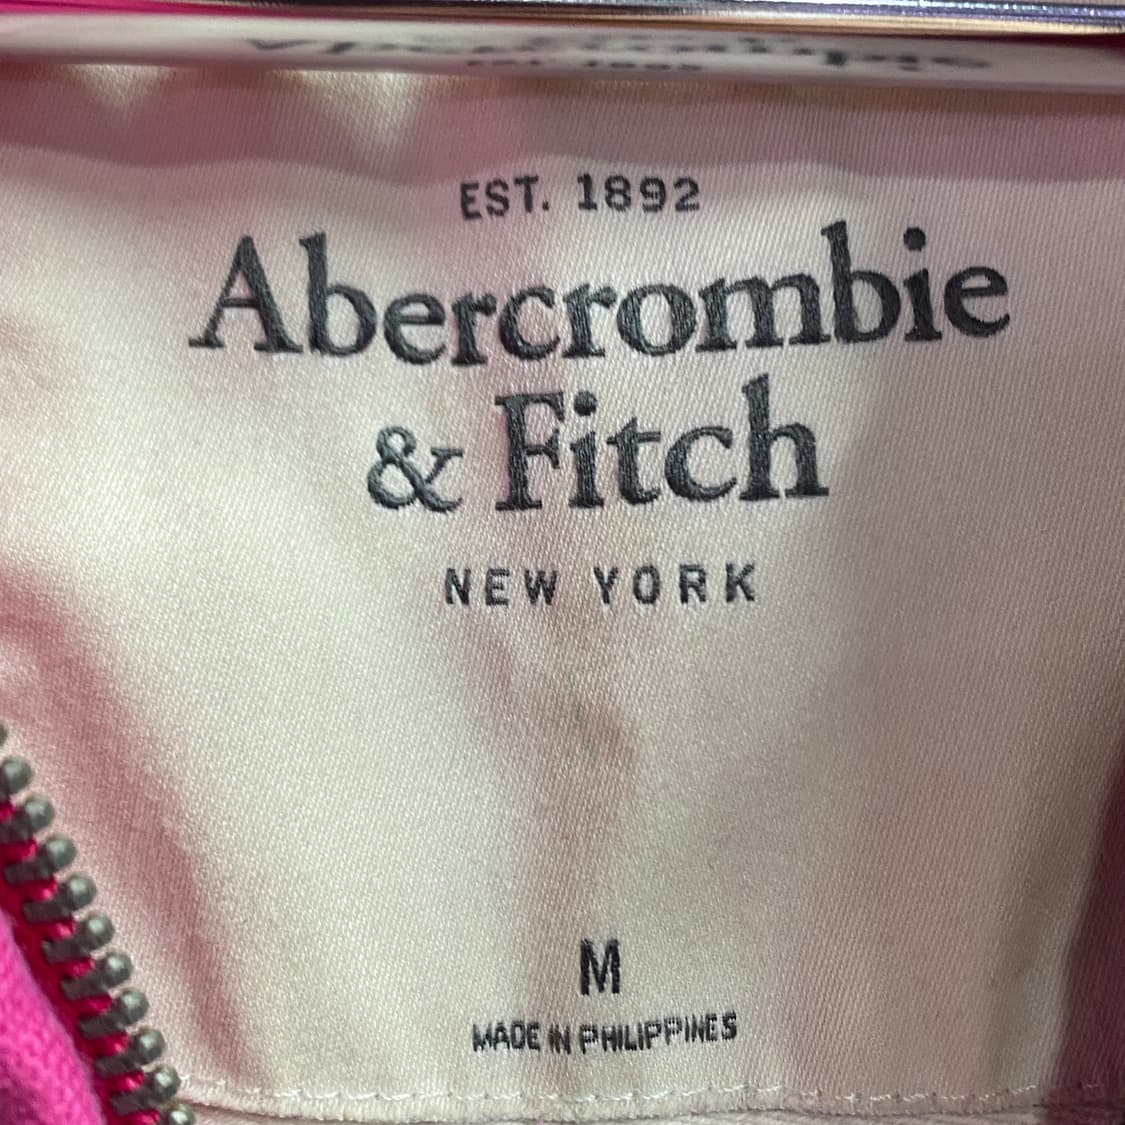 EST. 1892
Abercrombie
& Fitch
NEW YORK
M
MADE IN PHILIPPINES